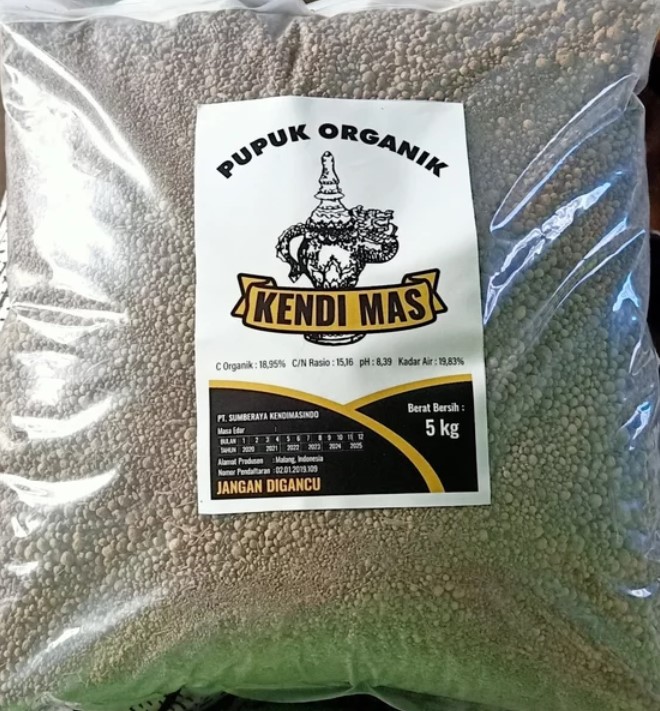 PUPUK ORGANIK
KENDI MAS
C Organik : 18,95% C/N Rasio : 15,16 pH : 8,39 Kadar Air : 19,83%
PT. SUMBERAYA KENDIMASINDO
Masa Edar :
BULAN 1 2 3 4 5 6 7 8 9 10 11 12
TAHUN 2020 2021 2022 2023 2024 2025
Alamat Produsen : Malang, Indonesia
Nomor Pendaftaran : 02.01.2019.109
JANGAN DIGANCU
Berat Bersih :
5 kg